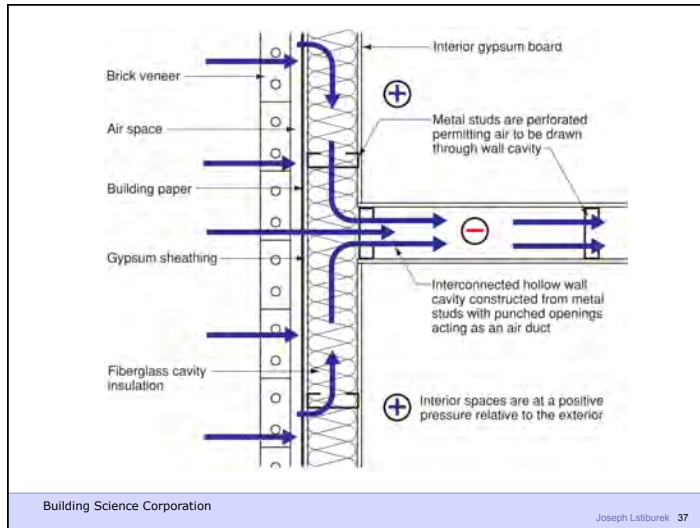 Brick veneer
Air space
Building paper
Gypsum sheathing
Fiberglass cavity
insulation
Interior gypsum board
+
Metal studs are perforated
permitting air to be drawn
through wall cavity
−
Interconnected hollow wall
cavity constructed from metal
studs with punched openings
acting as an air duct
+
Interior spaces are at a positive
pressure relative to the exterior
Building Science Corporation
Joseph Lstiburek 37